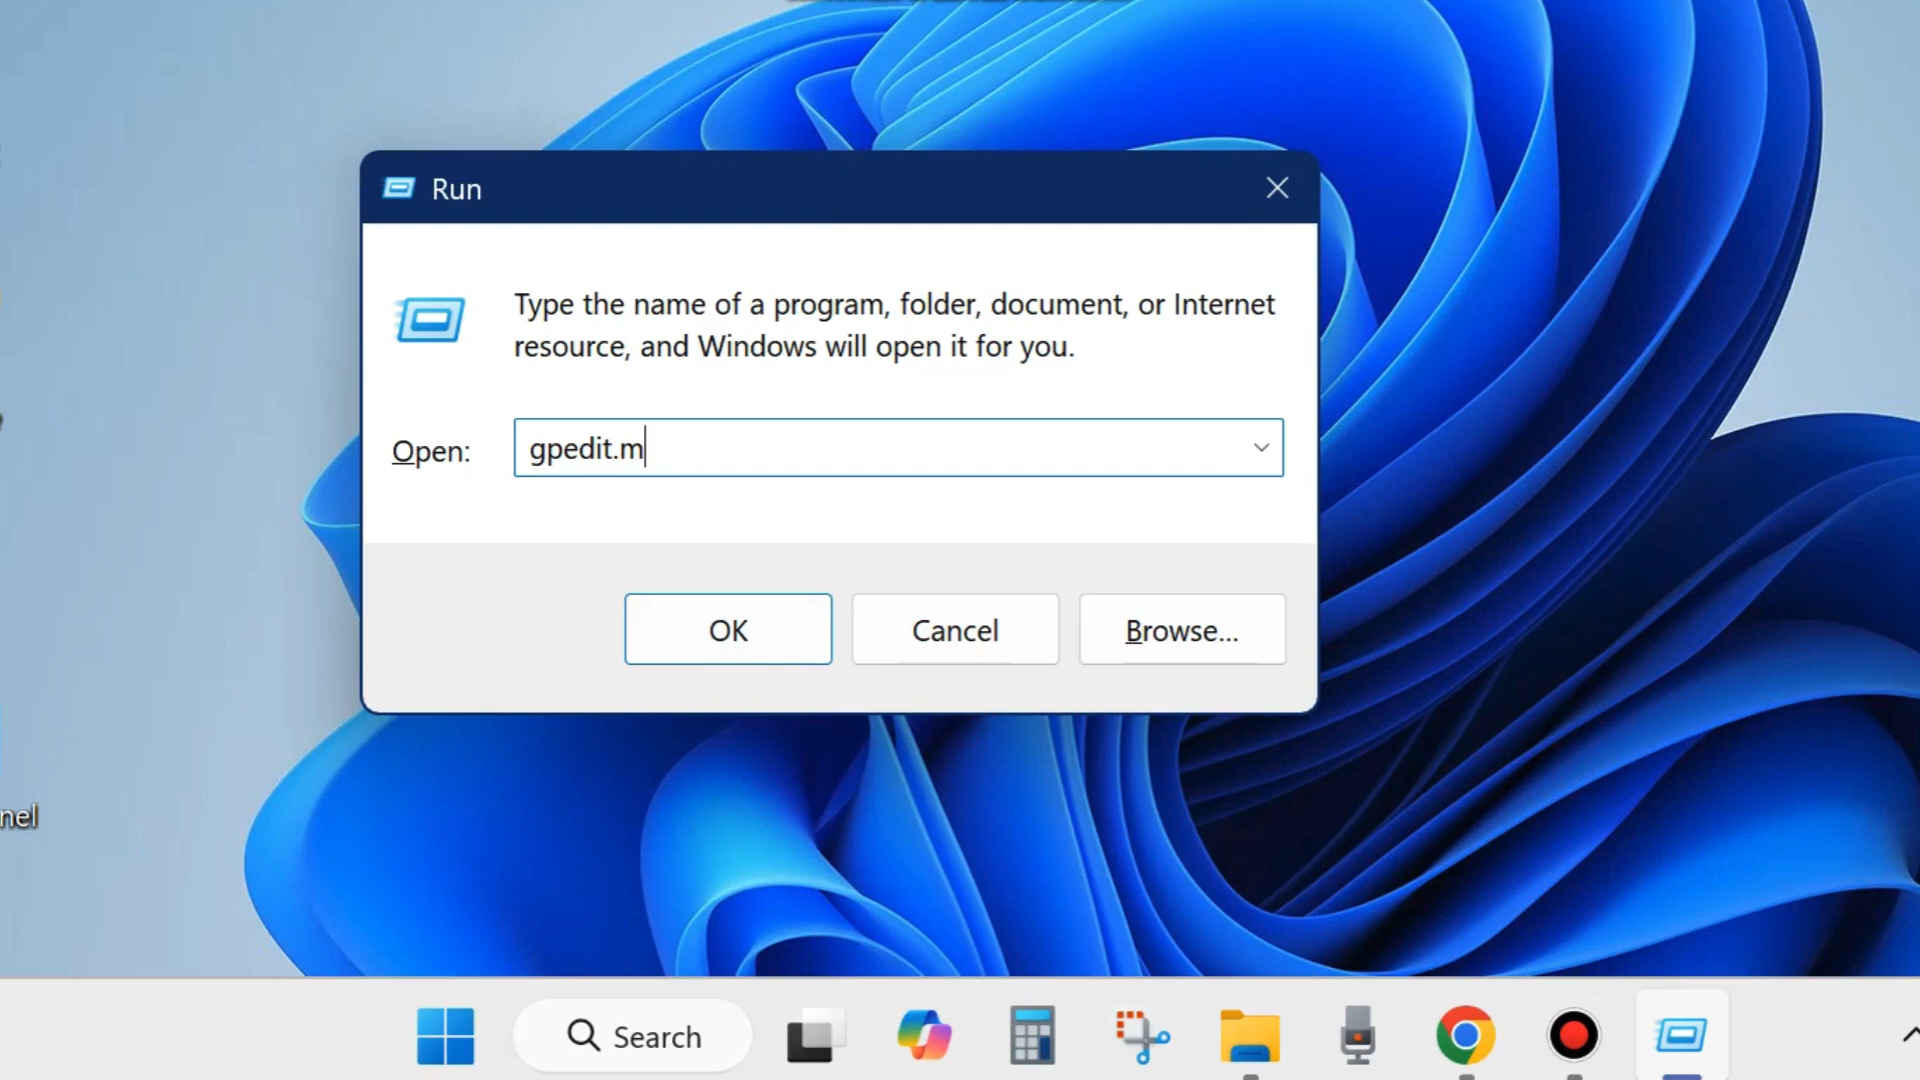 Run
Type the name of a program, folder, document, or Internet
resource, and Windows will open it for you.
Open: gpedit.m
OK Cancel Browse...
nel
Search